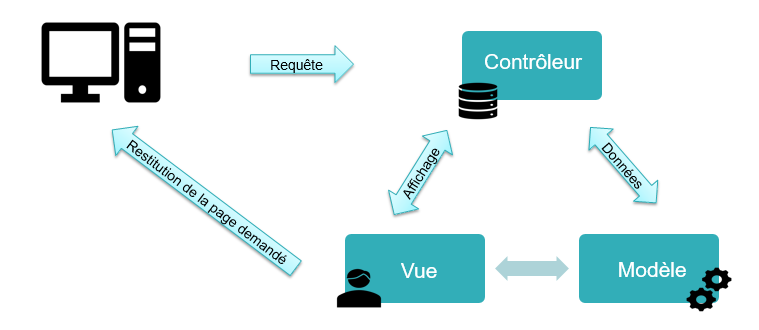 Requête
Contrôleur
Affichage
Données
Restitution de la page demandé
Vue
Modèle